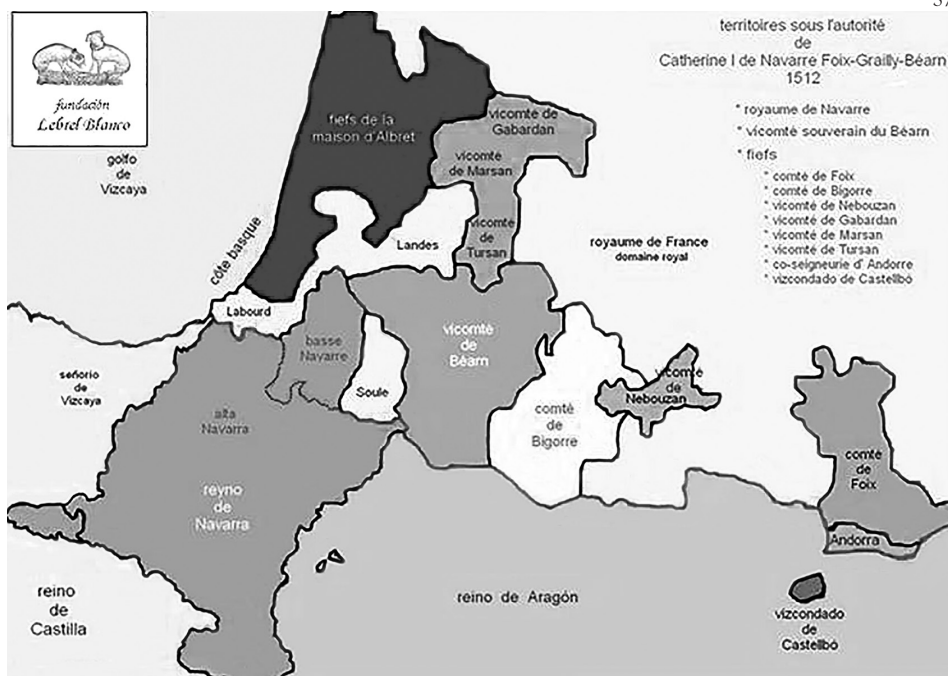 37
fundación
Lebrel Blanco
territoires sous l'autorité
de
Catherine I de Navarre Foix-Grailly-Béarn
1512
* royaume de Navarre
* vicomté souverain du Béarn
* fiefs
* comté de Foix
* comté de Bigorre
* vicomté de Nebouzan
* vicomté de Gabardan
* vicomté de Marsan
* vicomté de Tursan
* co-seigneurie d' Andorre
* vizcondado de Castellbó
golfo
de
Vizcaya
fiefs de la
maison d'Albret
vicomté de
Gabardan
vicomté
de Marsan
vicomté
de
Tursan
Landes
côte basque
royaume de France
domaine royal
Labourd
basse
Navarre
Soule
vicomté
de
Béarn
comté
de
Bigorre
vicomté
de
Nebouzan
comté
de
Foix
Andorra
señorio
de
Vizcaya
alta
Navarra
reyno
de
Navarra
reino
de
Castilla
reino de Aragón
vizcondado
de
Castellbó